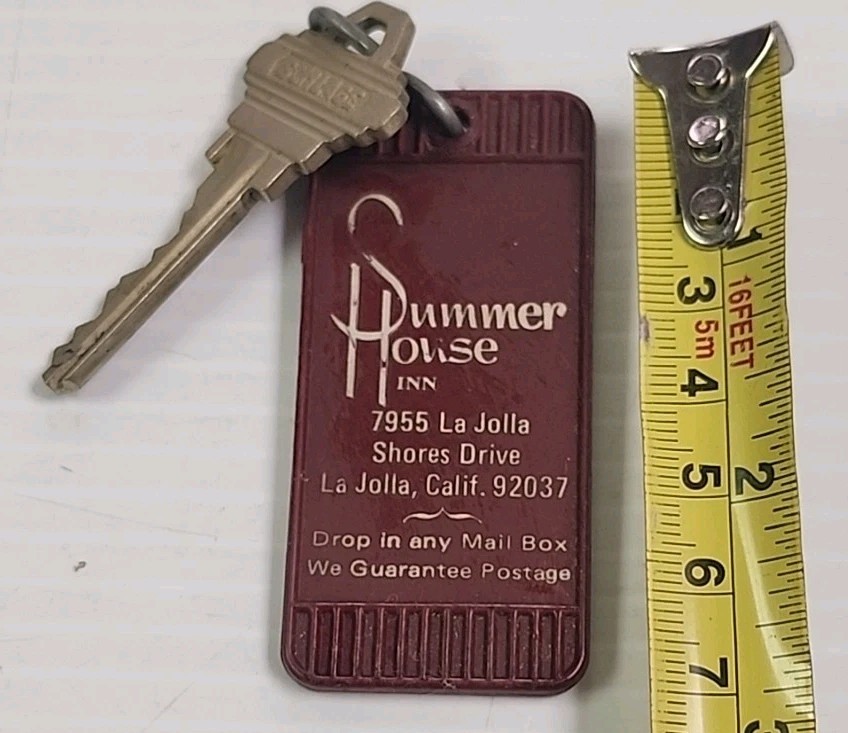 Summer
House
INN
7955 La Jolla
Shores Drive
La Jolla, Calif. 92037
Drop in any Mail Box
We Guarantee Postage
1
3
16FEET
5m
4
5
2
6
7
3